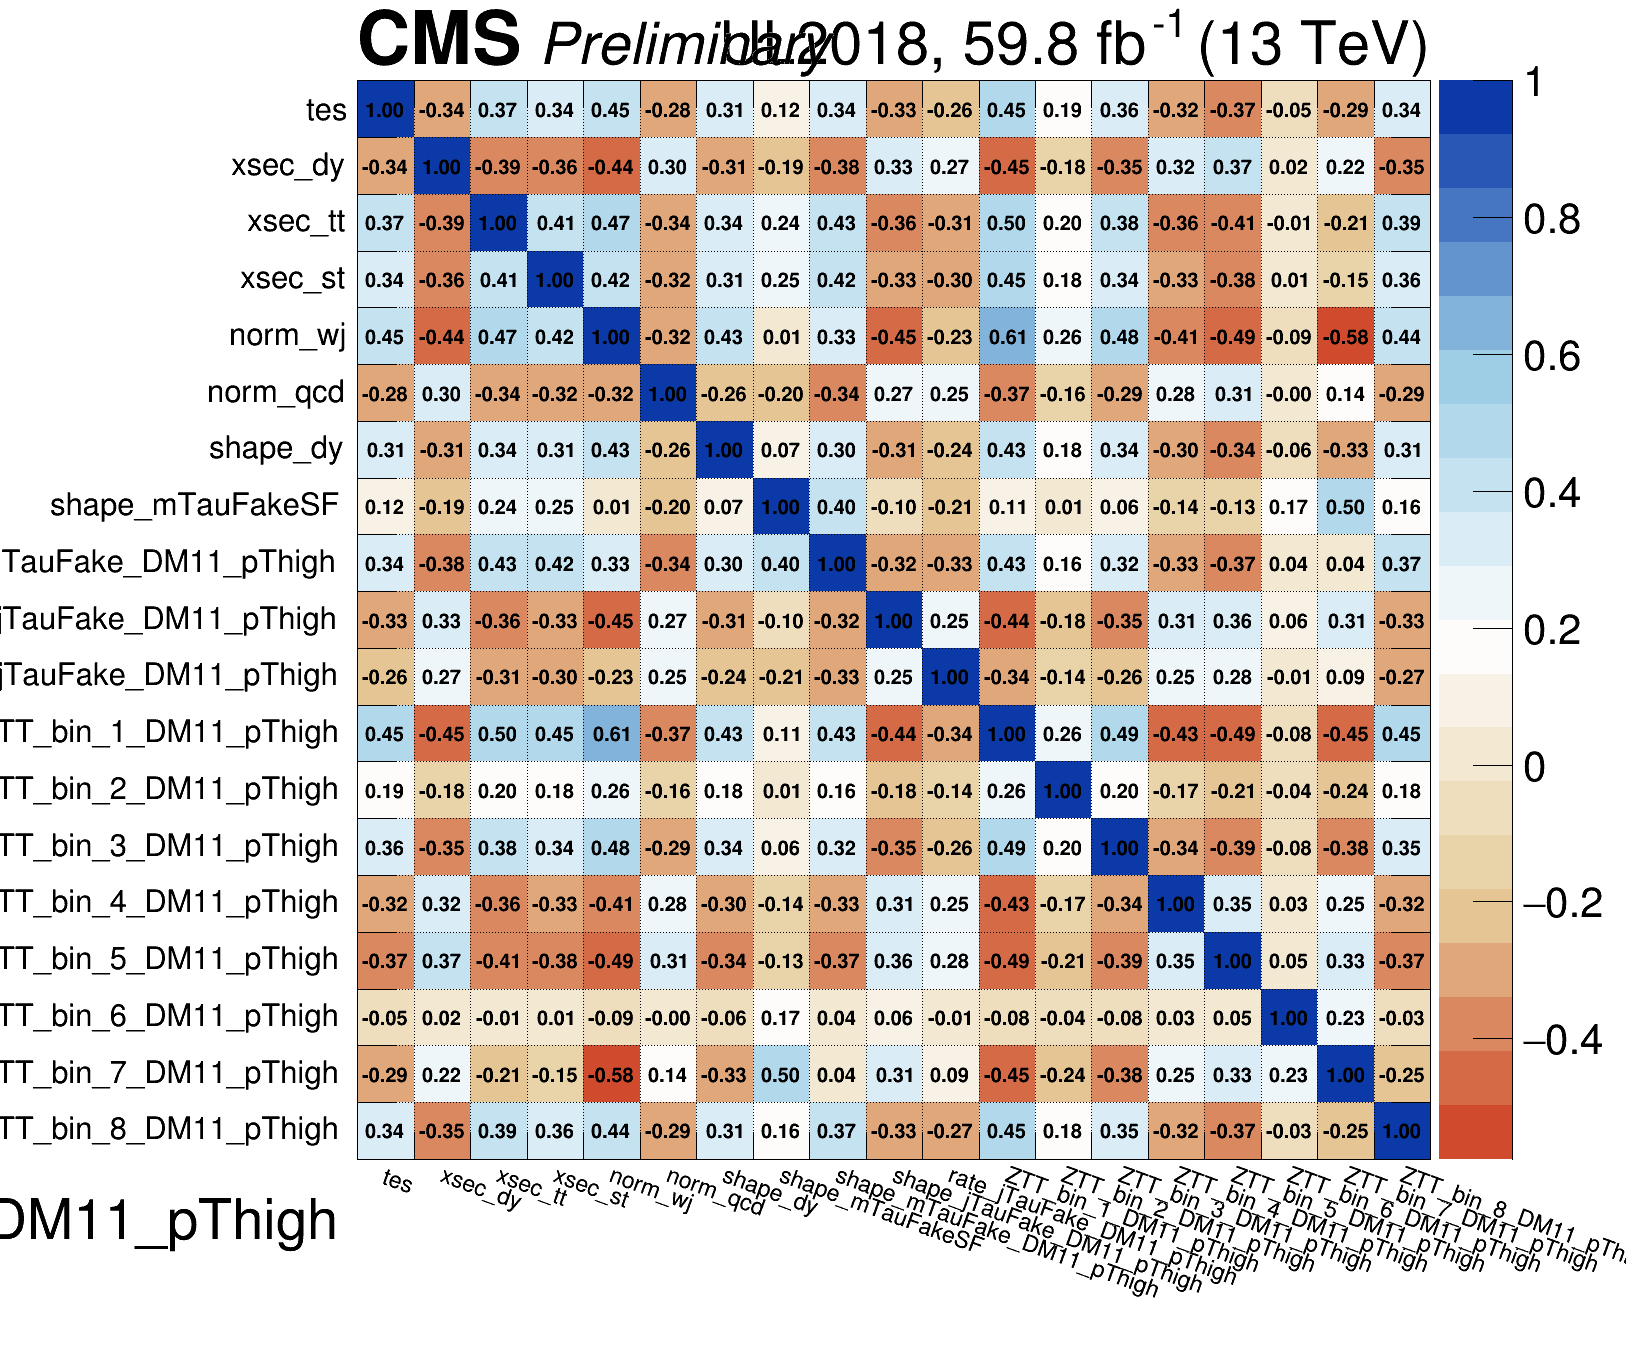 CMS Preliminary UL2018, 59.8 fb-1 (13 TeV)
tes 1.00 -0.34 0.37 0.34 0.45 -0.28 0.31 0.12 0.34 -0.33 -0.26 0.45 0.19 0.36 -0.32 -0.37 -0.05 -0.29 0.34
xsec_dy -0.34 1.00 -0.39 -0.36 -0.44 0.30 -0.31 -0.19 -0.38 0.33 0.27 -0.45 -0.18 -0.35 0.32 0.37 0.02 0.22 -0.35
xsec_tt 0.37 -0.39 1.00 0.41 0.47 -0.34 0.34 0.24 0.43 -0.36 -0.31 0.50 0.20 0.38 -0.36 -0.41 -0.01 -0.21 0.39
xsec_st 0.34 -0.36 0.41 1.00 0.42 -0.32 0.31 0.25 0.42 -0.33 -0.30 0.45 0.18 0.34 -0.33 -0.38 0.01 -0.15 0.36
norm_wj 0.45 -0.44 0.47 0.42 1.00 -0.32 0.43 0.01 0.33 -0.45 -0.23 0.61 0.26 0.48 -0.41 -0.49 -0.09 -0.58 0.44
norm_qcd -0.28 0.30 -0.34 -0.32 -0.32 1.00 -0.26 -0.20 -0.34 0.27 0.25 -0.37 -0.16 -0.29 0.28 0.31 -0.00 0.14 -0.29
shape_dy 0.31 -0.31 0.34 0.31 0.43 -0.26 1.00 0.07 0.30 -0.31 -0.24 0.43 0.18 0.34 -0.30 -0.34 -0.06 -0.33 0.31
shape_mTauFakeSF 0.12 -0.19 0.24 0.25 0.01 -0.20 0.07 1.00 0.40 -0.10 -0.21 0.11 0.01 0.06 -0.14 -0.13 0.17 0.50 0.16
TauFake_DM11_pThigh 0.34 -0.38 0.43 0.42 0.33 -0.34 0.30 0.40 1.00 -0.32 -0.33 0.43 0.16 0.32 -0.33 -0.37 0.04 0.04 0.37
jTauFake_DM11_pThigh -0.33 0.33 -0.36 -0.33 -0.45 0.27 -0.31 -0.10 -0.32 1.00 0.25 -0.44 -0.18 -0.35 0.31 0.36 0.06 0.31 -0.33
jTauFake_DM11_pThigh -0.26 0.27 -0.31 -0.30 -0.23 0.25 -0.24 -0.21 -0.33 0.25 1.00 -0.34 -0.14 -0.26 0.25 0.28 -0.01 0.09 -0.27
TT_bin_1_DM11_pThigh 0.45 -0.45 0.50 0.45 0.61 -0.37 0.43 0.11 0.43 -0.44 -0.34 1.00 0.26 0.49 -0.43 -0.49 -0.08 -0.45 0.45
TT_bin_2_DM11_pThigh 0.19 -0.18 0.20 0.18 0.26 -0.16 0.18 0.01 0.16 -0.18 -0.14 0.26 1.00 0.20 -0.17 -0.21 -0.04 -0.24 0.18
TT_bin_3_DM11_pThigh 0.36 -0.35 0.38 0.34 0.48 -0.29 0.34 0.06 0.32 -0.35 -0.26 0.49 0.20 1.00 -0.34 -0.39 -0.08 -0.38 0.35
TT_bin_4_DM11_pThigh -0.32 0.32 -0.36 -0.33 -0.41 0.28 -0.30 -0.14 -0.33 0.31 0.25 -0.43 -0.17 -0.34 1.00 0.35 0.03 0.25 -0.32
TT_bin_5_DM11_pThigh -0.37 0.37 -0.41 -0.38 -0.49 0.31 -0.34 -0.13 -0.37 0.36 0.28 -0.49 -0.21 -0.39 0.35 1.00 0.05 0.33 -0.37
TT_bin_6_DM11_pThigh -0.05 0.02 -0.01 0.01 -0.09 -0.00 -0.06 0.17 0.04 0.06 -0.01 -0.08 -0.04 -0.08 0.03 0.05 1.00 0.23 -0.03
TT_bin_7_DM11_pThigh -0.29 0.22 -0.21 -0.15 -0.58 0.14 -0.33 0.50 0.04 0.31 0.09 -0.45 -0.24 -0.38 0.25 0.33 0.23 1.00 -0.25
TT_bin_8_DM11_pThigh 0.34 -0.35 0.39 0.36 0.44 -0.29 0.31 0.16 0.37 -0.33 -0.27 0.45 0.18 0.35 -0.32 -0.37 -0.03 -0.25 1.00
1
0.8
0.6
0.4
0.2
0
−0.2
−0.4
tes
xsec_dy
xsec_tt
xsec_st
norm_wj
norm_qcd
shape_dy
shape_mTauFakeSF
shape_mTauFake_DM11_pThigh
shape_jTauFake_DM11_pThigh
rate_jTauFake_DM11_pThigh
ZTT_bin_1_DM11_pThigh
ZTT_bin_2_DM11_pThigh
ZTT_bin_3_DM11_pThigh
ZTT_bin_4_DM11_pThigh
ZTT_bin_5_DM11_pThigh
ZTT_bin_6_DM11_pThigh
ZTT_bin_7_DM11_pThigh
ZTT_bin_8_DM11_pTh
DM11_pThigh